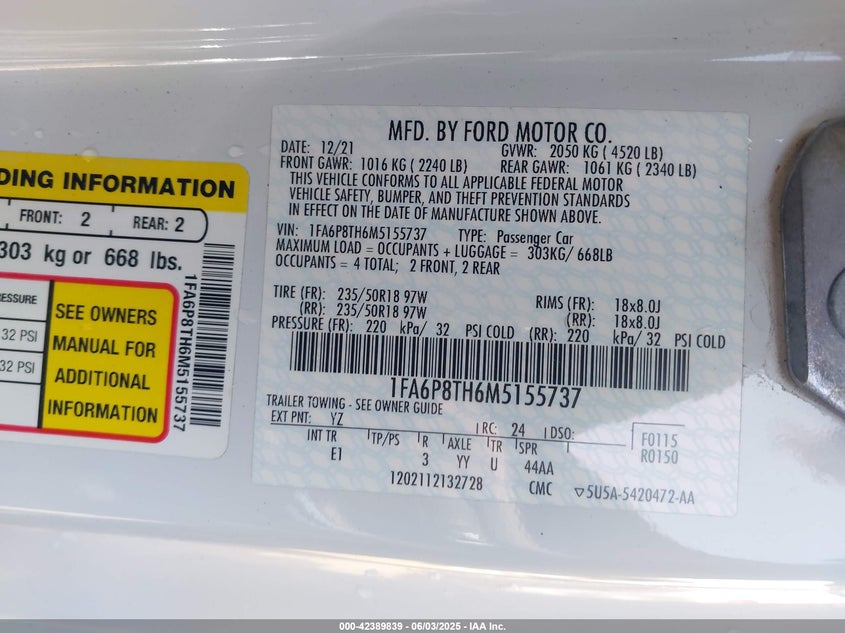 DING INFORMATION
FRONT: 2 REAR: 2
303 kg or 668 lbs.
RESSURE
32 PSI
32 PSI
SEE OWNERS
MANUAL FOR
ADDITIONAL
INFORMATION
1FA6P8TH6M5155737
MFD. BY FORD MOTOR CO.
DATE: 12/21 GVWR: 2050 KG ( 4520 LB)
FRONT GAWR: 1016 KG ( 2240 LB) REAR GAWR: 1061 KG ( 2340 LB)
THIS VEHICLE CONFORMS TO ALL APPLICABLE FEDERAL MOTOR
VEHICLE SAFETY, BUMPER, AND THEFT PREVENTION STANDARDS
IN EFFECT ON THE DATE OF MANUFACTURE SHOWN ABOVE.
VIN: 1FA6P8TH6M5155737 TYPE: Passenger Car
MAXIMUM LOAD = OCCUPANTS + LUGGAGE = 303KG/ 668LB
OCCUPANTS = 4 TOTAL; 2 FRONT, 2 REAR
TIRE (FR): 235/50R18 97W RIMS (FR): 18x8.0J
(RR): 235/50R18 97W (RR): 18x8.0J
PRESSURE (FR): 220 kPa/ 32 PSI COLD (RR): 220 kPa/ 32 PSI COLD
1FA6P8TH6M5155737
TRAILER TOWING - SEE OWNER GUIDE
EXT PNT: YZ RC: 24 DSO: F0115
INT TR TP/PS R AXLE TR SPR R0150
E1 3 YY U 44AA
1202112132728 CMC ▽5U5A-5420472-AA
000-42389839 - 06/03/2025 - IAA Inc.